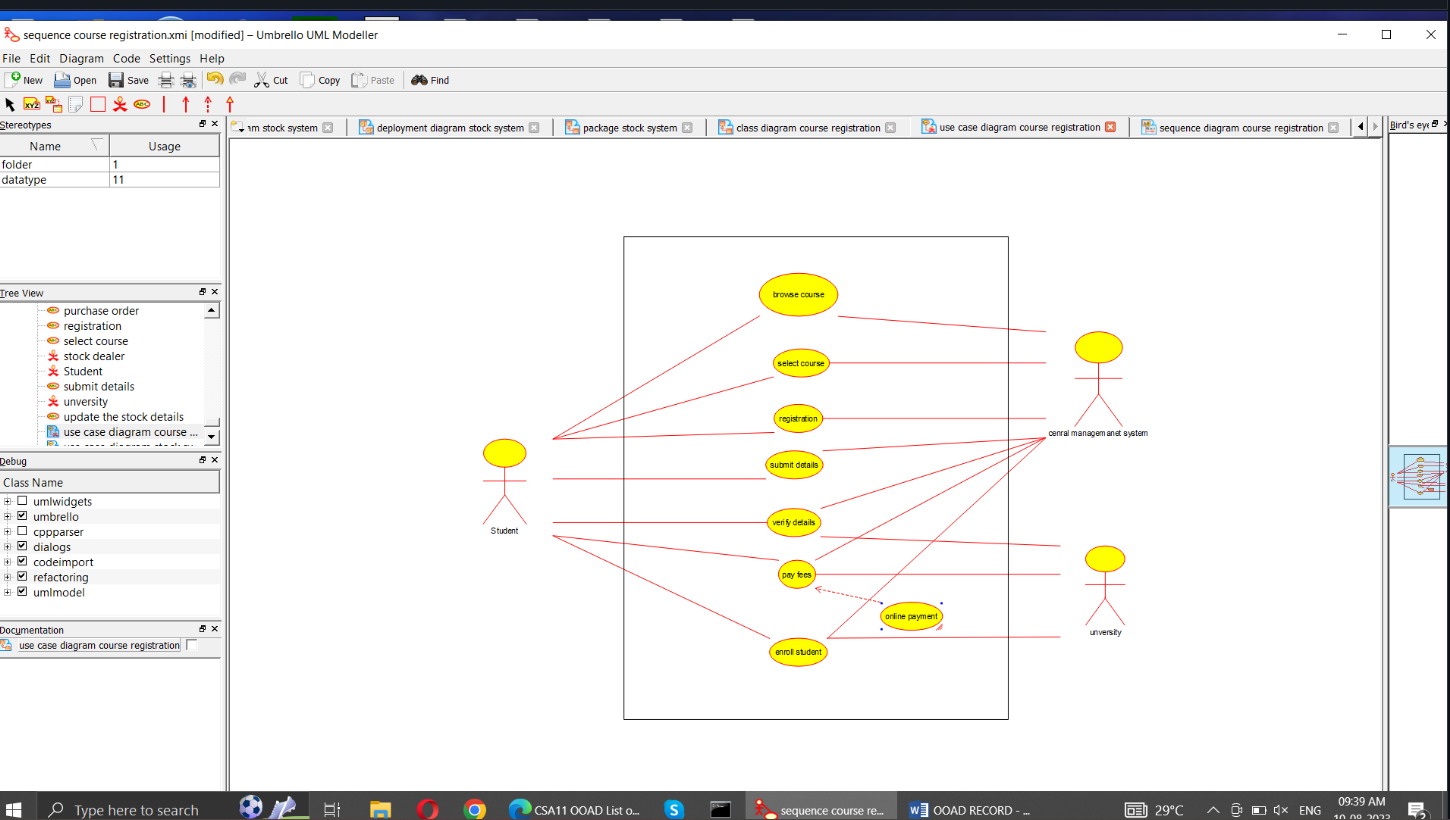 sequence course registration.xmi [modified] – Umbrello UML Modeller
File Edit Diagram Code Settings Help
New Open Save Cut Copy Paste Find
Stereotypes
Name Usage
folder 1
datatype 11
stock system
deployment diagram stock system
package stock system
class diagram course registration
use case diagram course registration
sequence diagram course registration
Bird's eye
Tree View
purchase order
registration
select course
stock dealer
Student
submit details
unversity
update the stock details
use case diagram course ...
Debug
Class Name
umlwidgets
umbrello
cppparser
dialogs
codeimport
refactoring
umlmodel
Documentation
use case diagram course registration
browse course
select course
registration
submit details
verify details
pay fees
online payment
enroll student
Student
cenral managemanet system
unversity
Type here to search
CSA11 OOAD List o...
sequence course re...
OOAD RECORD - ...
29°C
ENG
09:39 AM
10-08-2023
2